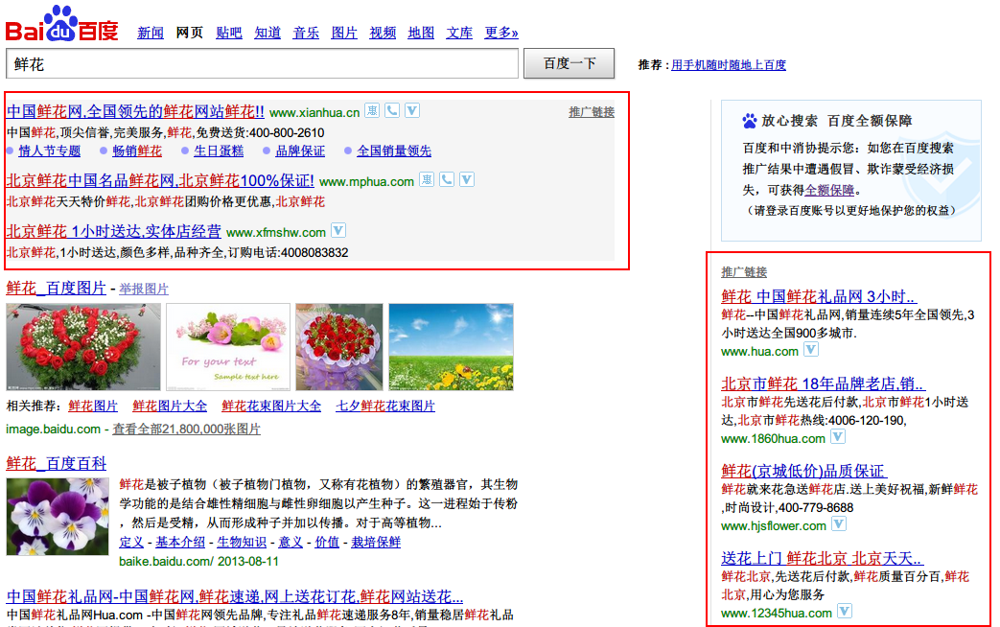 Bai du 百度
新闻 网页 贴吧 知道 音乐 图片 视频 地图 文库 更多»
鲜花
百度一下
推荐 : 用手机随时随地上百度
中国鲜花网,全国领先的鲜花网站鲜花!! www.xianhua.cn 惠 V
推广链接
中国鲜花,顶尖信誉,完美服务,鲜花,免费送货:400-800-2610
情人节专题 畅销鲜花 生日蛋糕 品牌保证 全国销量领先
北京鲜花中国名品鲜花网,北京鲜花100%保证! www.mphua.com 惠 V
北京鲜花天天特价鲜花,北京鲜花团购价格更优惠,北京鲜花
北京鲜花 1小时送达,实体店经营 www.xfmshw.com V
北京鲜花,1小时送达,颜色多样,品种齐全,订购电话:4008083832
鲜花_百度图片 - 举报图片
For your text
Sample text here
相关推荐: 鲜花图片 鲜花图片大全 鲜花花束图片大全 七夕鲜花花束图片
image.baidu.com - 查看全部21,800,000张图片
鲜花_百度百科
鲜花是被子植物（被子植物门植物，又称有花植物）的繁殖器官，其生物
学功能的是结合雄性精细胞与雌性卵细胞以产生种子。这一进程始于传粉
，然后是受精，从而形成种子并加以传播。对于高等植物...
定义 - 基本介绍 - 生物知识 - 意义 - 价值 - 栽培保鲜
baike.baidu.com/ 2013-08-11
中国鲜花礼品网-中国鲜花网,鲜花速递,网上送花订花,鲜花网站送花...
中国鲜花礼品网Hua.com -中国鲜花网领先品牌,专注礼品鲜花速递服务8年,销量稳居鲜花礼品
放心搜索 百度全额保障
百度和中消协提示您：如您在百度搜索
推广结果中遭遇假冒、欺诈蒙受经济损
失，可获得全额保障。
（请登录百度账号以更好地保护您的权益）
推广链接
鲜花 中国鲜花礼品网 3小时..
鲜花--中国鲜花礼品网,销量连续5年全国领先,3
小时送达全国900多城市.
www.hua.com V
北京市鲜花 18年品牌老店,销..
北京市鲜花先送花后付款,北京市鲜花1小时送
达,北京市鲜花热线:4006-120-190,
www.1860hua.com V
鲜花(京城低价)品质保证
鲜花就来花急送鲜花店.送上美好祝福,新鲜鲜花
,时尚设计,400-779-8688
www.hjsflower.com V
送花上门 鲜花北京 北京天天..
鲜花北京,先送花后付款,鲜花质量百分百,鲜花
北京,用心为您服务
www.12345hua.com V